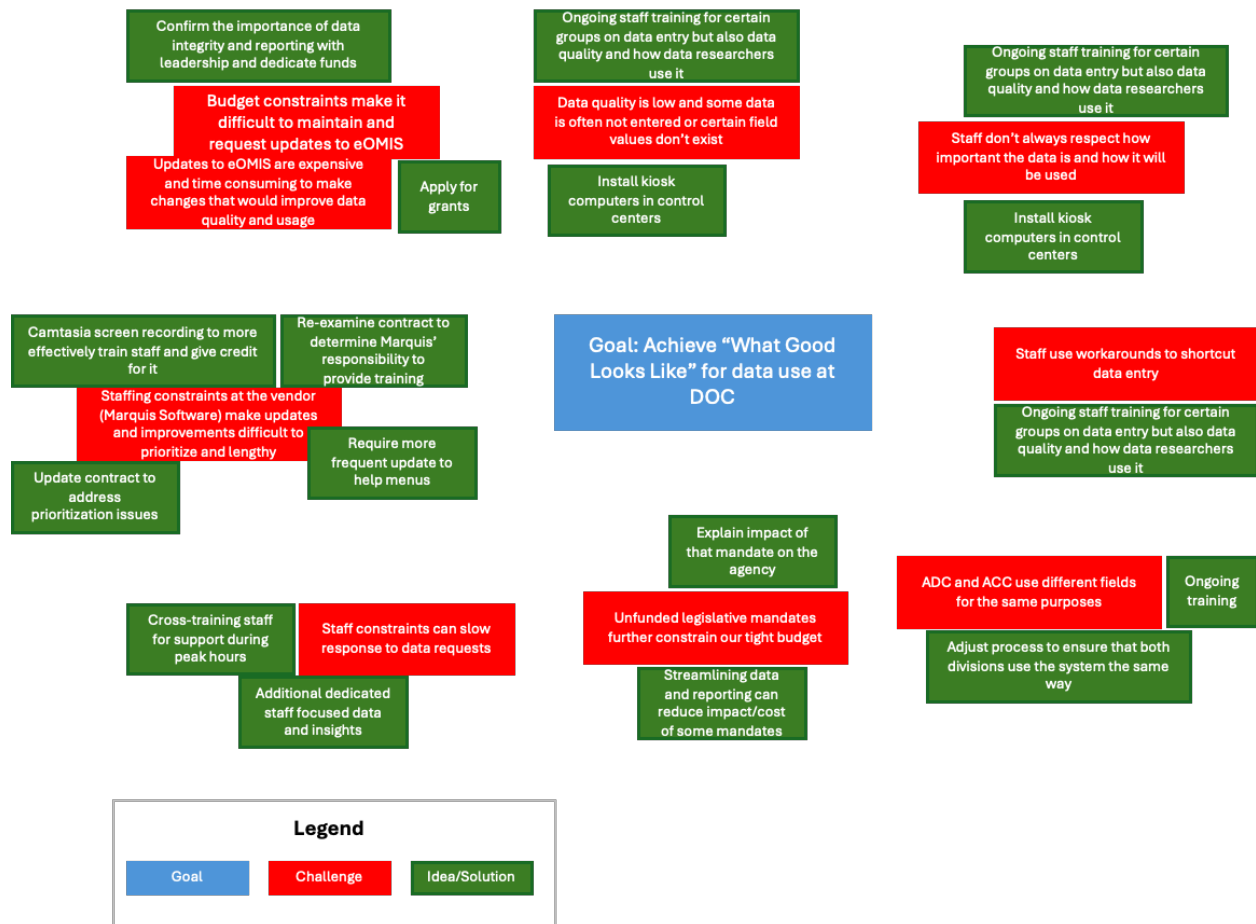 Confirm the importance of data
integrity and reporting with
leadership and dedicate funds
Budget constraints make it
difficult to maintain and
request updates to eOMIS
Updates to eOMIS are expensive
and time consuming to make
changes that would improve data
quality and usage
Apply for
grants
Ongoing staff training for certain
groups on data entry but also data
quality and how data researchers
use it
Data quality is low and some data
is often not entered or certain field
values don't exist
Install kiosk
computers in control
centers
Ongoing staff training for certain
groups on data entry but also data
quality and how data researchers
use it
Staff don't always respect how
important the data is and how it will
be used
Install kiosk
computers in control
centers
Camtasia screen recording to more
effectively train staff and give credit
for it
Re-examine contract to
determine Marquis'
responsibility to
provide training
Staffing constraints at the vendor
(Marquis Software) make updates
and improvements difficult to
prioritize and lengthy
Require more
frequent update to
help menus
Update contract to
address
prioritization issues
Goal: Achieve “What Good
Looks Like” for data use at
DOC
Staff use workarounds to shortcut
data entry
Ongoing staff training for certain
groups on data entry but also data
quality and how data researchers
use it
Cross-training staff
for support during
peak hours
Staff constraints can slow
response to data requests
Additional dedicated
staff focused data
and insights
Explain impact of
that mandate on the
agency
Unfunded legislative mandates
further constrain our tight budget
Streamlining data
and reporting can
reduce impact/cost
of some mandates
ADC and ACC use different fields
for the same purposes
Ongoing
training
Adjust process to ensure that both
divisions use the system the same
way
Legend
Goal
Challenge
Idea/Solution